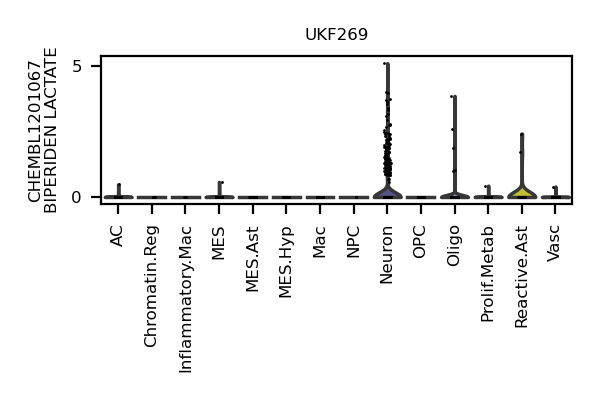 UKF269
CHEMBL1201067
BIPERIDEN LACTATE
5
0
AC
Chromatin.Reg
Inflammatory.Mac
MES
MES.Ast
MES.Hyp
Mac
NPC
Neuron
OPC
Oligo
Prolif.Metab
Reactive.Ast
Vasc